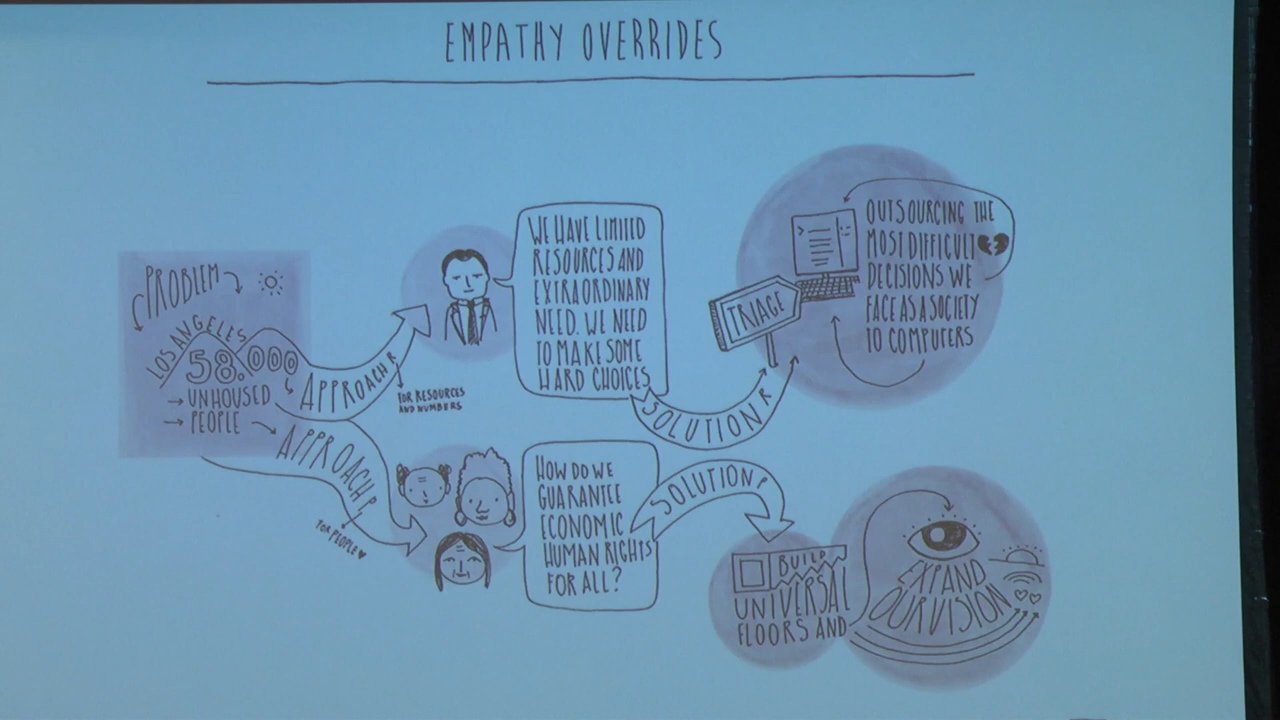 EMPATHY OVERRIDES
PROBLEM
LOS ANGELES
58.000
UNHOUSED
PEOPLE
APPROACH
FOR RESOURCES
AND NUMBERS
WE HAVE LIMITED
RESOURCES AND
EXTRAORDINARY
NEED. WE NEED
TO MAKE SOME
HARD CHOICES
SOLUTION?
TRIAGE
OUTSOURCING THE
MOST DIFFICULT
DECISIONS WE
FACE AS A SOCIETY
TO COMPUTERS
APPROACH
FOR PEOPLE
HOW DO WE
GUARANTEE
ECONOMIC
HUMAN RIGHTS
FOR ALL?
SOLUTION?
BUILD
UNIVERSAL
FLOORS AND
EXPAND
OUR VISION